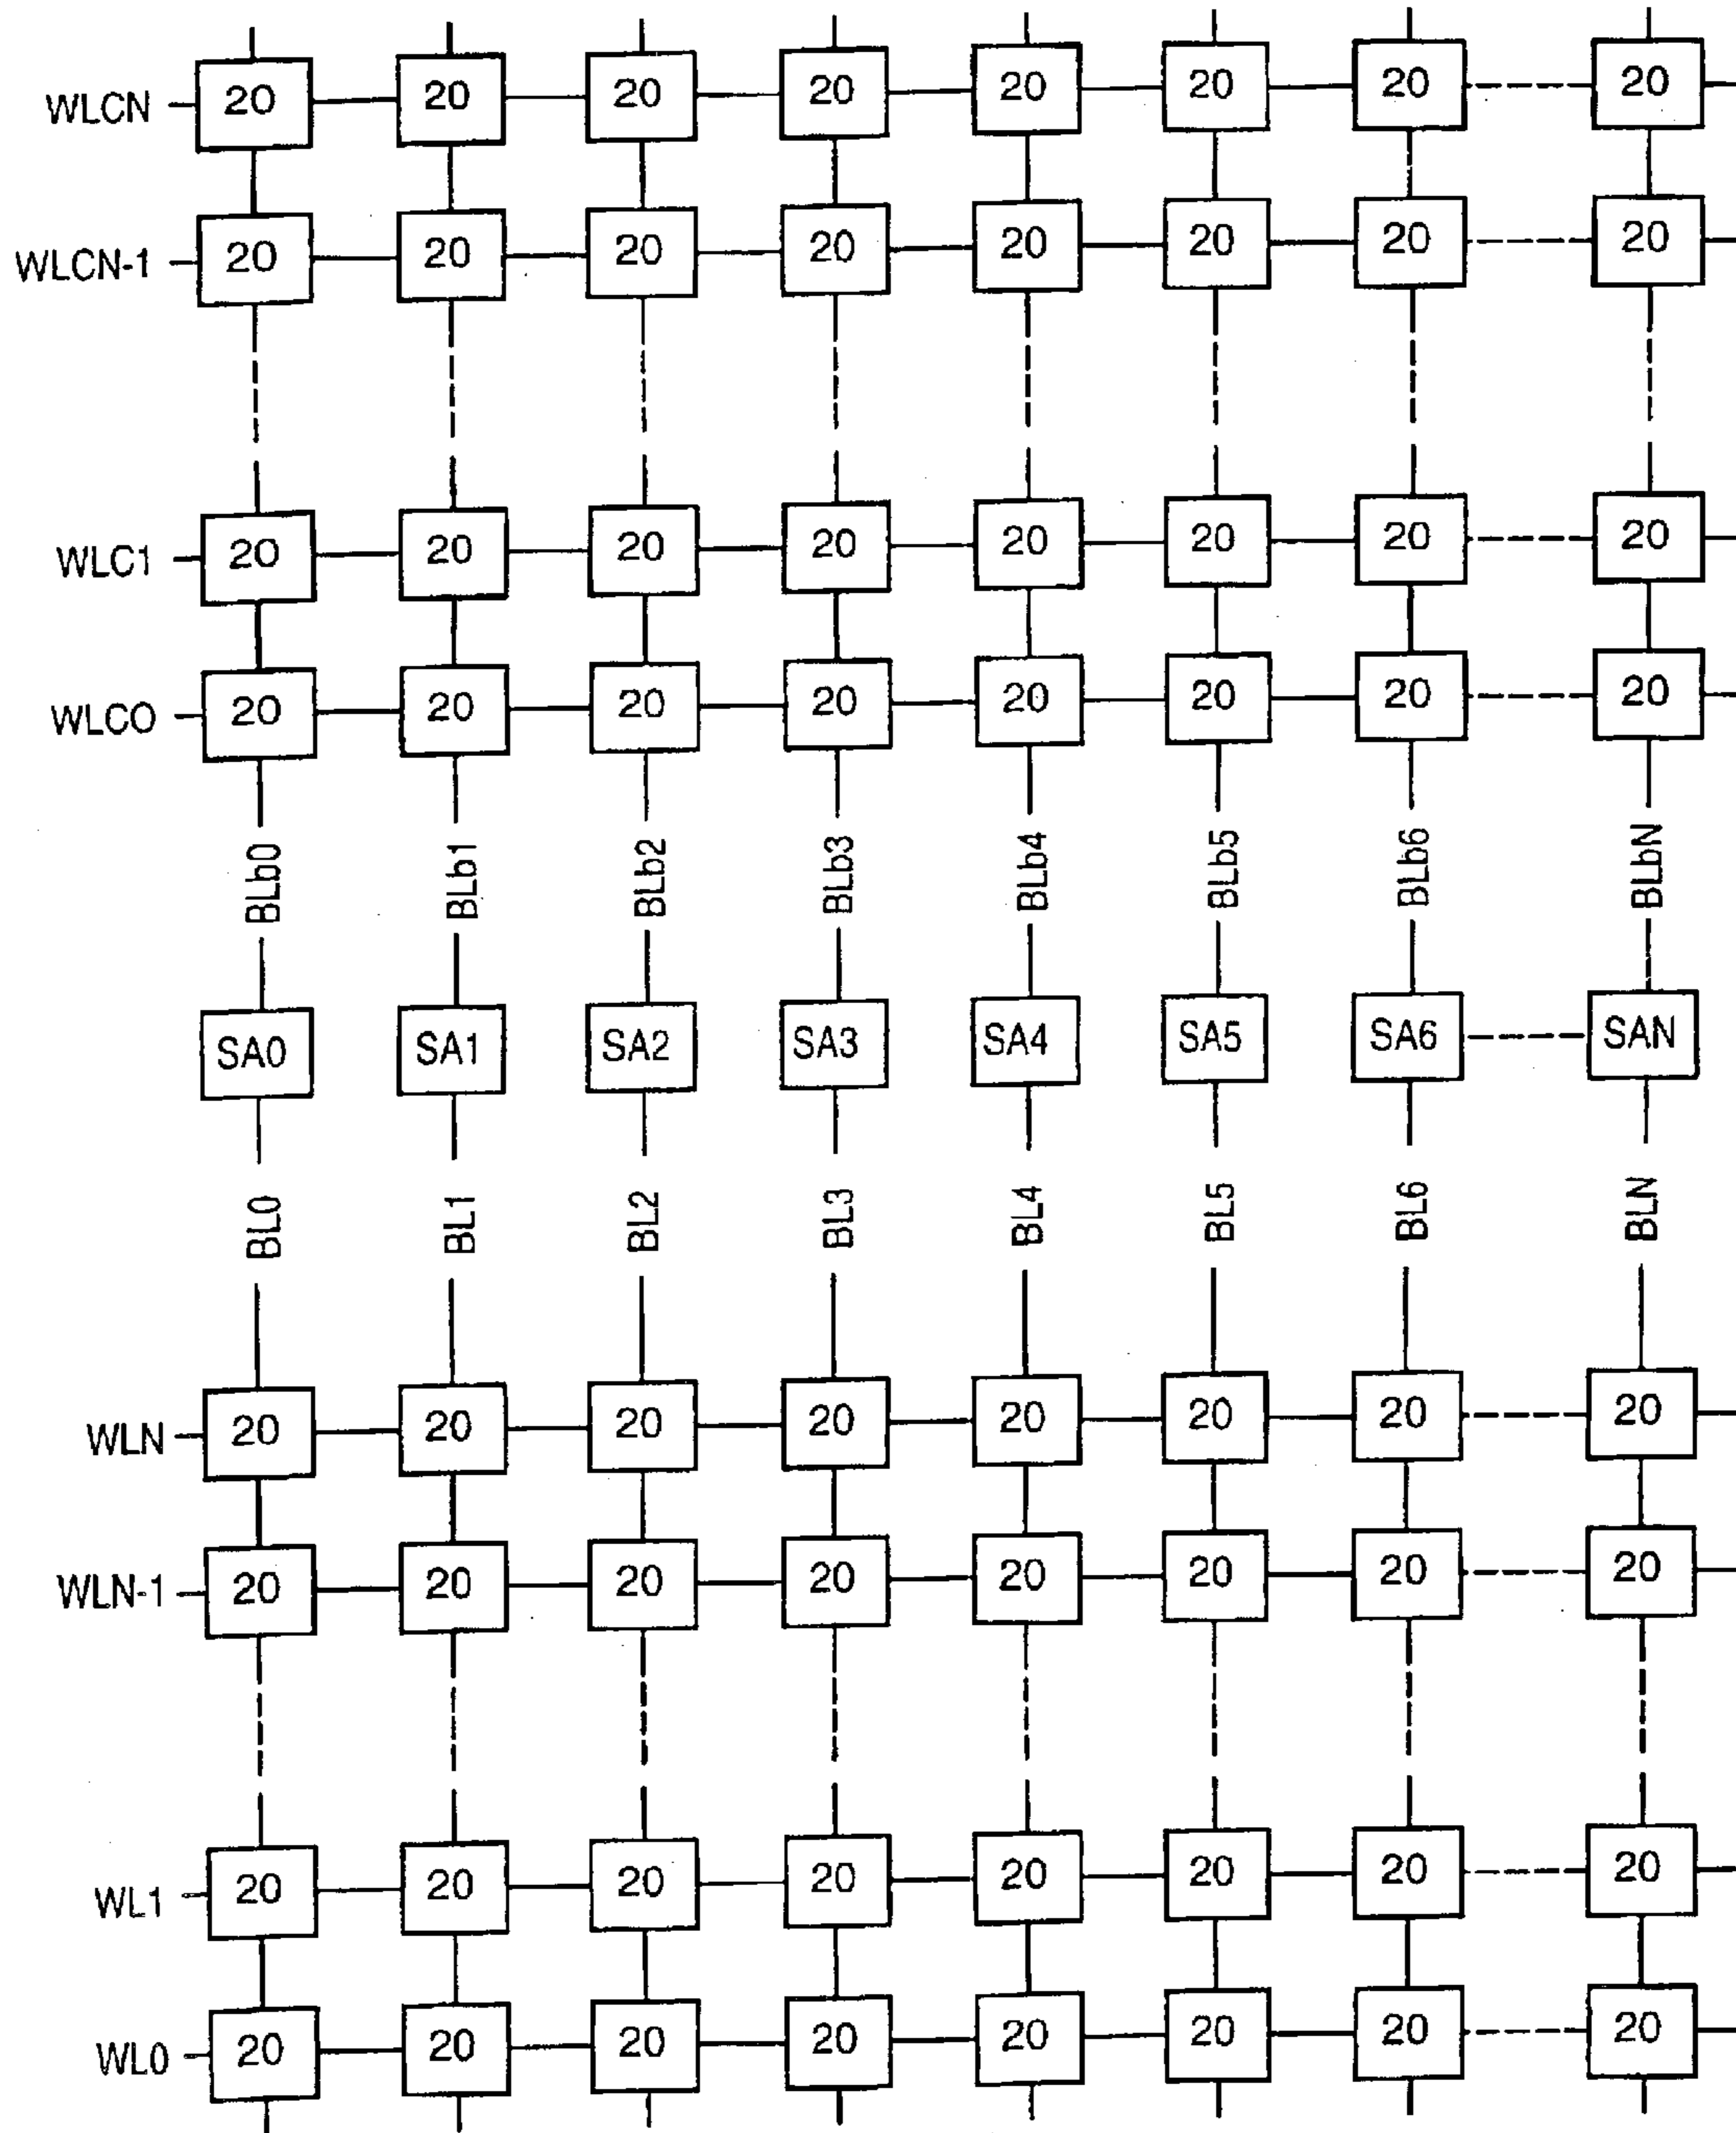 WLCN 20 20 20 20 20 20 20 20
WLCN-1 20 20 20 20 20 20 20 20
WLC1 20 20 20 20 20 20 20 20
WLCO 20 20 20 20 20 20 20 20
BLb0 BLb1 BLb2 BLb3 BLb4 BLb5 BLb6 BLbN
SA0 SA1 SA2 SA3 SA4 SA5 SA6 SAN
BL0 BL1 BL2 BL3 BL4 BL5 BL6 BLN
WLN 20 20 20 20 20 20 20 20
WLN-1 20 20 20 20 20 20 20 20
WL1 20 20 20 20 20 20 20 20
WL0 20 20 20 20 20 20 20 20